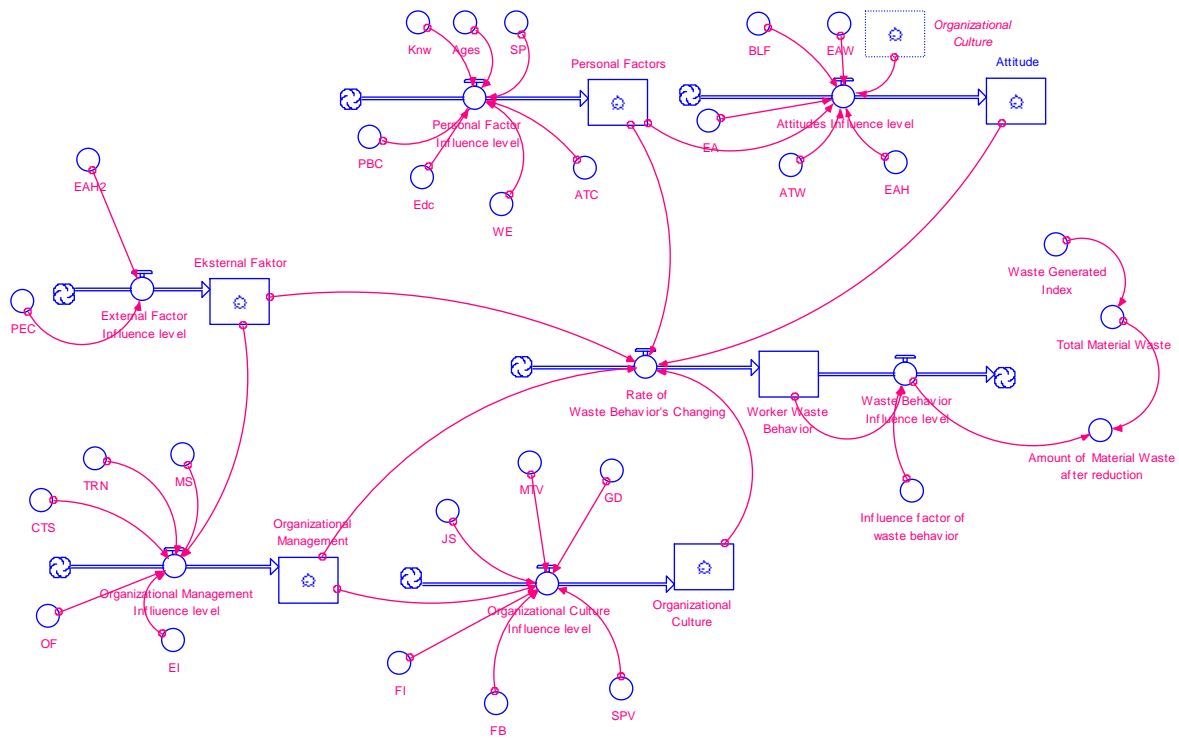 Knw
Ages
SP
Personal Factors
BLF
EAW
Organizational
Culture
Attitude
Personal Factor
Influence level
Attitudes Influence level
PBC
Edc
WE
ATC
EA
ATW
EAH
EAH2
PEC
Eksternal Faktor
External Factor
Influence level
Waste Generated
Index
Total Material Waste
Rate of
Waste Behavior's Changing
Worker Waste
Behavior
Waste Behavior
Influence level
Amount of Material Waste
after reduction
Influence factor of
waste behavior
TRN
MS
CTS
Organizational
Management
Organizational Management
Influence level
OF
EI
JS
MTV
GD
Organizational Culture
Influence level
Organizational
Culture
FI
FB
SPV